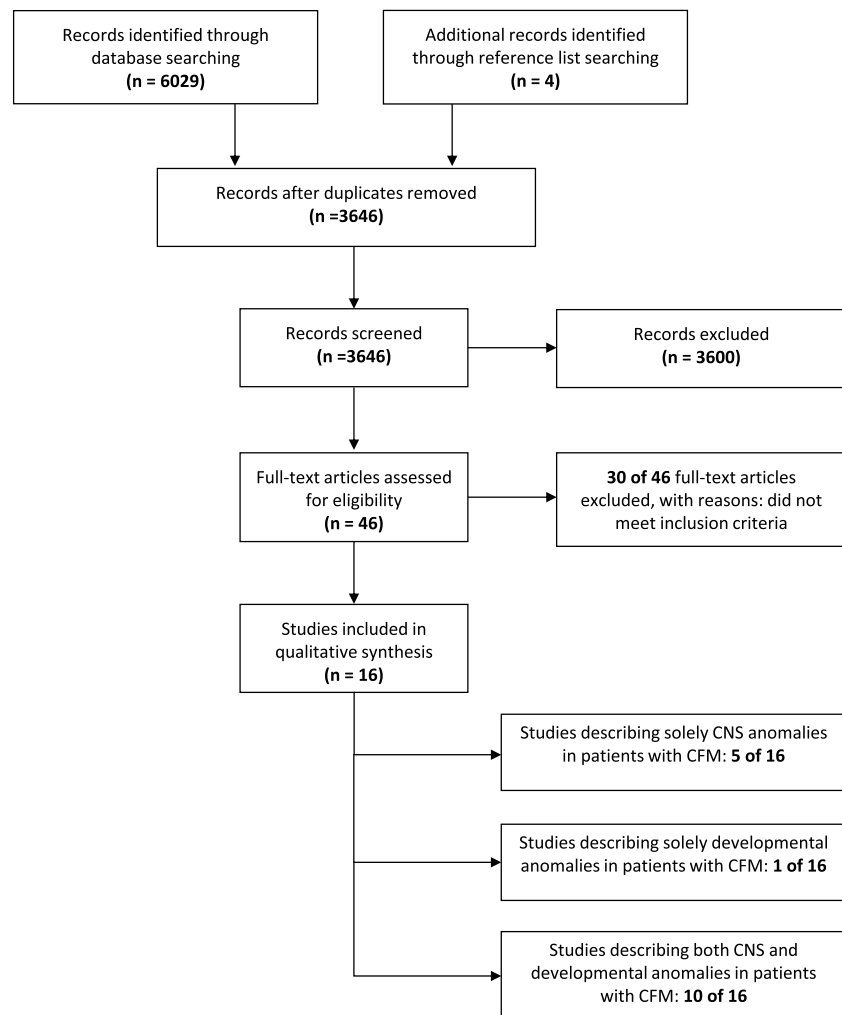 Records identified through
database searching
(n = 6029)
Additional records identified
through reference list searching
(n = 4)
Records after duplicates removed
(n =3646)
Records screened
(n =3646)
Records excluded
(n = 3600)
Full-text articles assessed
for eligibility
(n = 46)
30 of 46 full-text articles
excluded, with reasons: did not
meet inclusion criteria
Studies included in
qualitative synthesis
(n = 16)
Studies describing solely CNS anomalies
in patients with CFM: 5 of 16
Studies describing solely developmental
anomalies in patients with CFM: 1 of 16
Studies describing both CNS and
developmental anomalies in patients
with CFM: 10 of 16